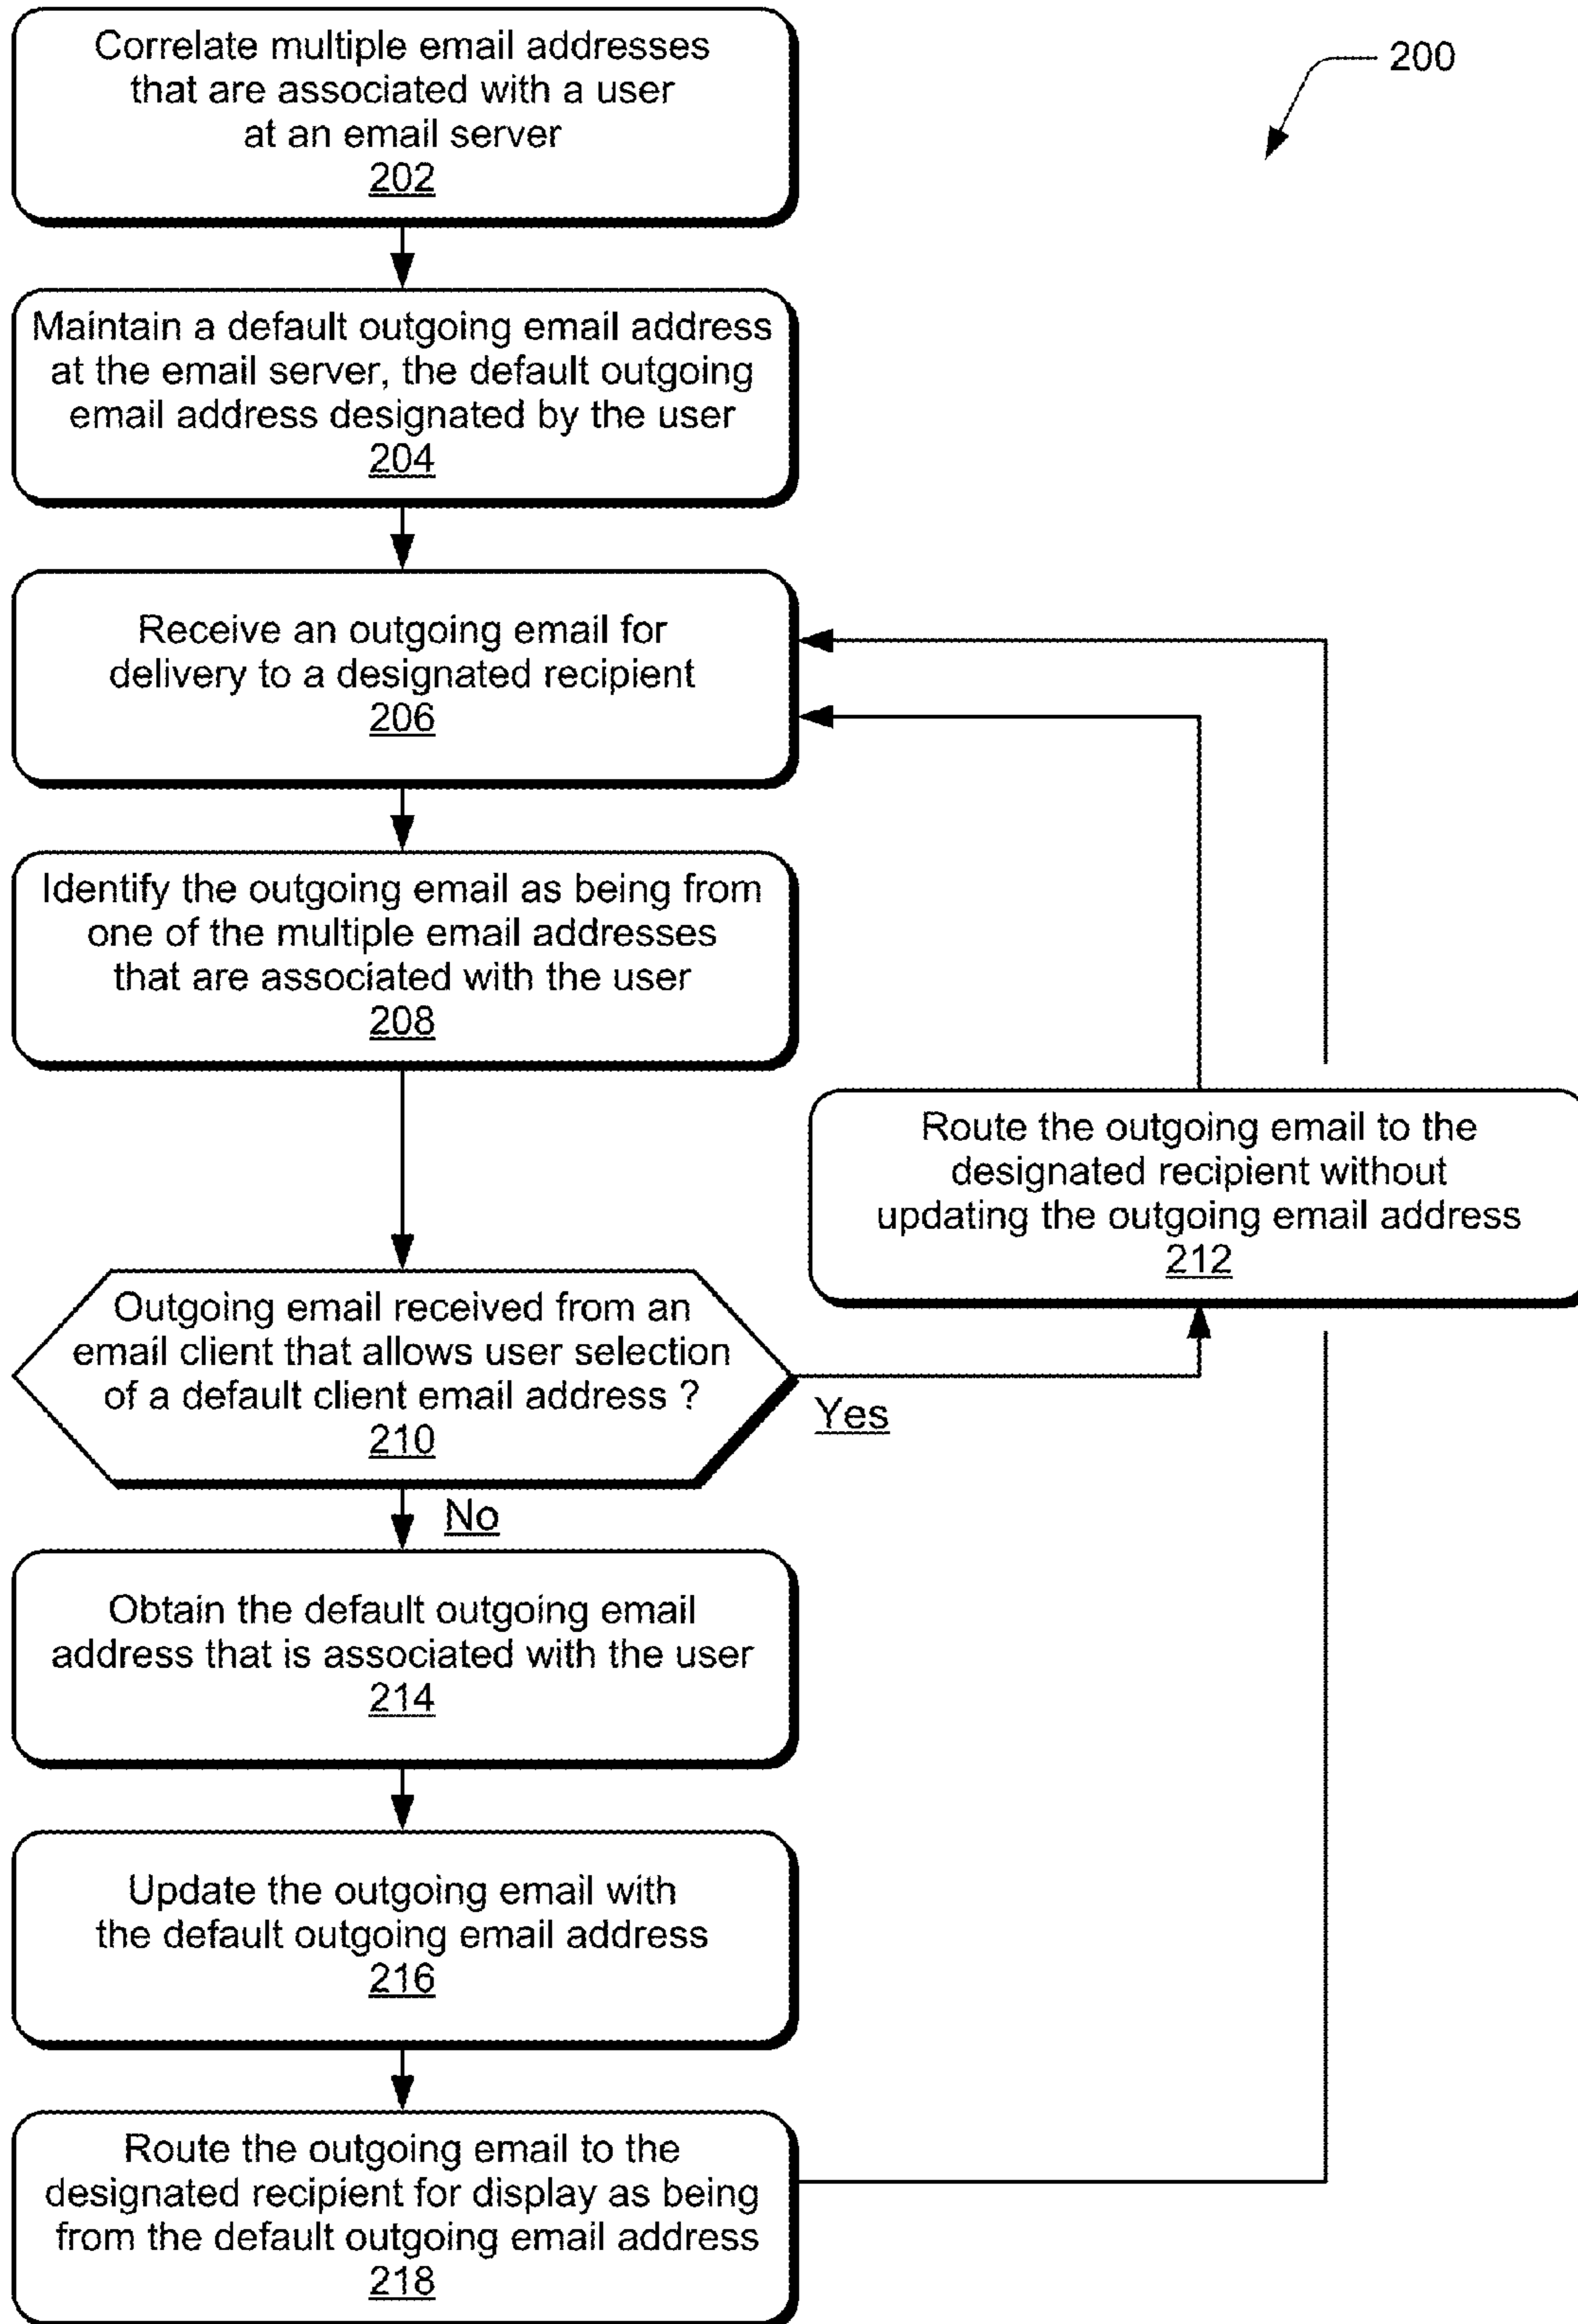 Correlate multiple email addresses
that are associated with a user
at an email server
202
200
Maintain a default outgoing email address
at the email server, the default outgoing
email address designated by the user
204
Receive an outgoing email for
delivery to a designated recipient
206
Identify the outgoing email as being from
one of the multiple email addresses
that are associated with the user
208
Route the outgoing email to the
designated recipient without
updating the outgoing email address
212
Outgoing email received from an
email client that allows user selection
of a default client email address ?
210
Yes
No
Obtain the default outgoing email
address that is associated with the user
214
Update the outgoing email with
the default outgoing email address
216
Route the outgoing email to the
designated recipient for display as being
from the default outgoing email address
218